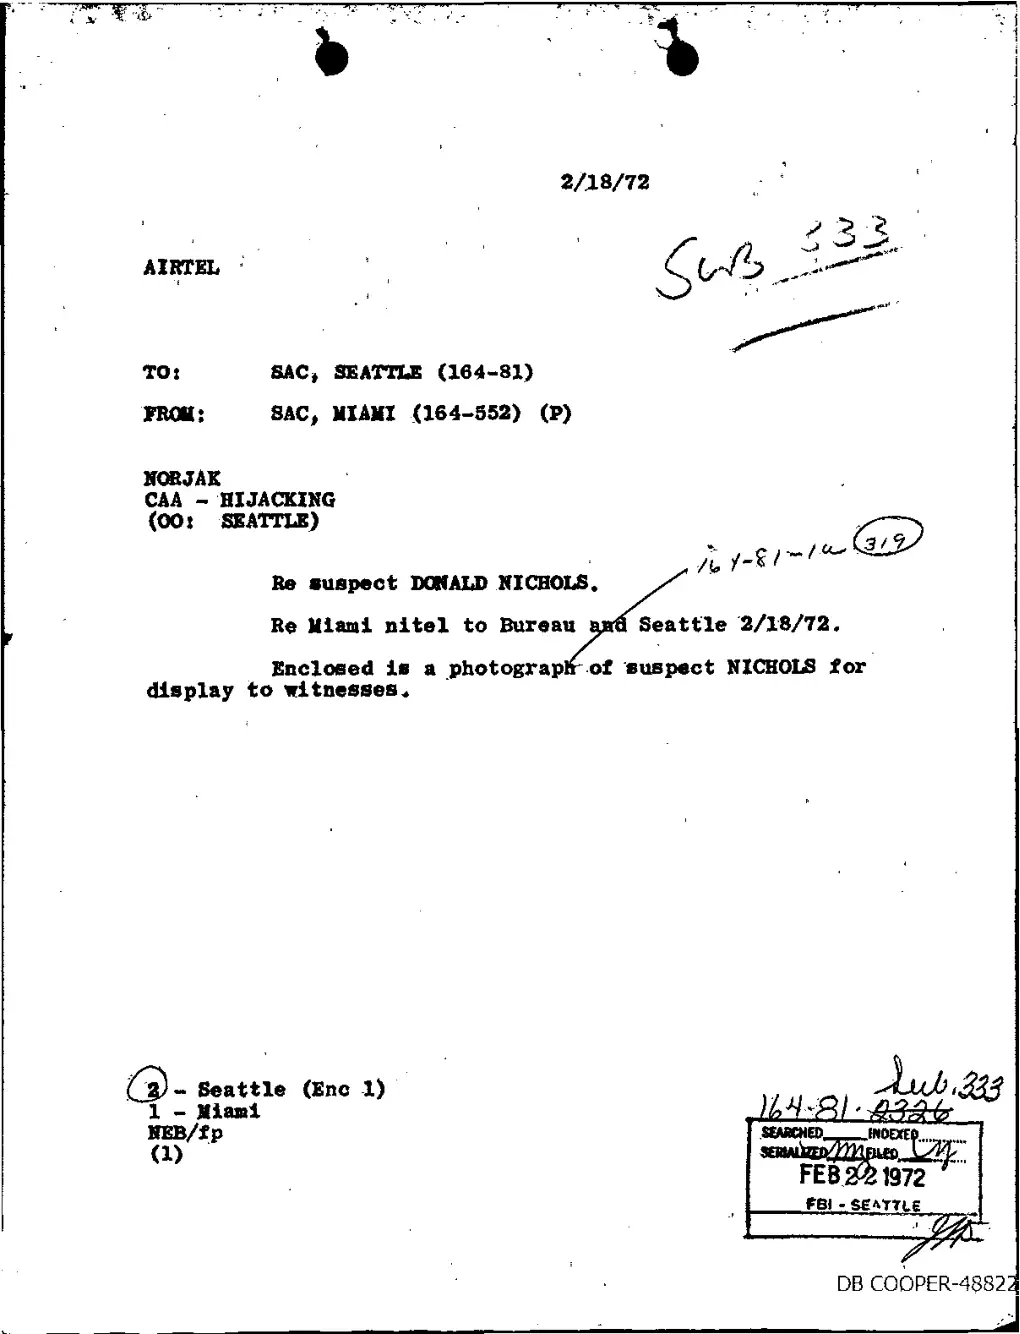 2/18/72
SUB 333
AIRTEL
TO: SAC, SEATTLE (164-81)
FROM: SAC, MIAMI (164-552) (P)
NORJAK
CAA - HIJACKING
(OO: SEATTLE)
164-81-1a 319
Re suspect DONALD NICHOLS.
Re Miami nitel to Bureau and Seattle 2/18/72.
Enclosed is a photograph of suspect NICHOLS for
display to witnesses.
2 - Seattle (Enc 1)
1 - Miami
NEB/fp
(1)
Sub. 333
164-81-2326
SEARCHED INDEXED
SERIALIZED FILED
FEB 22 1972
FBI - SEATTLE
DB COOPER-48822